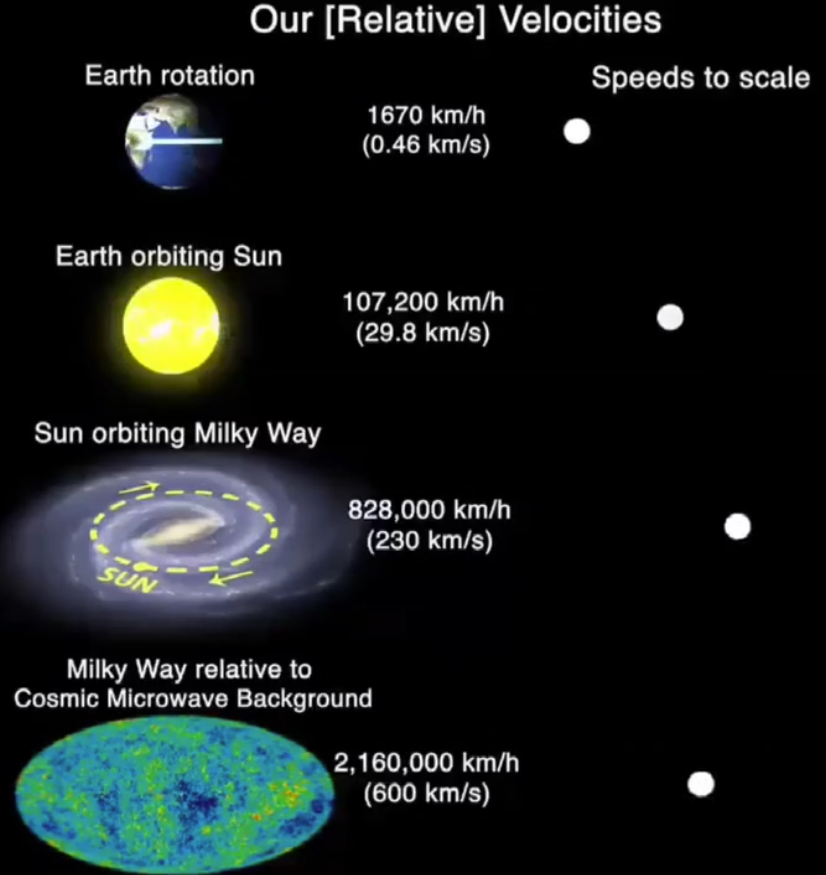 Our [Relative] Velocities
Earth rotation
Speeds to scale
1670 km/h
(0.46 km/s)
Earth orbiting Sun
107,200 km/h
(29.8 km/s)
Sun orbiting Milky Way
828,000 km/h
(230 km/s)
SUN
Milky Way relative to
Cosmic Microwave Background
2,160,000 km/h
(600 km/s)